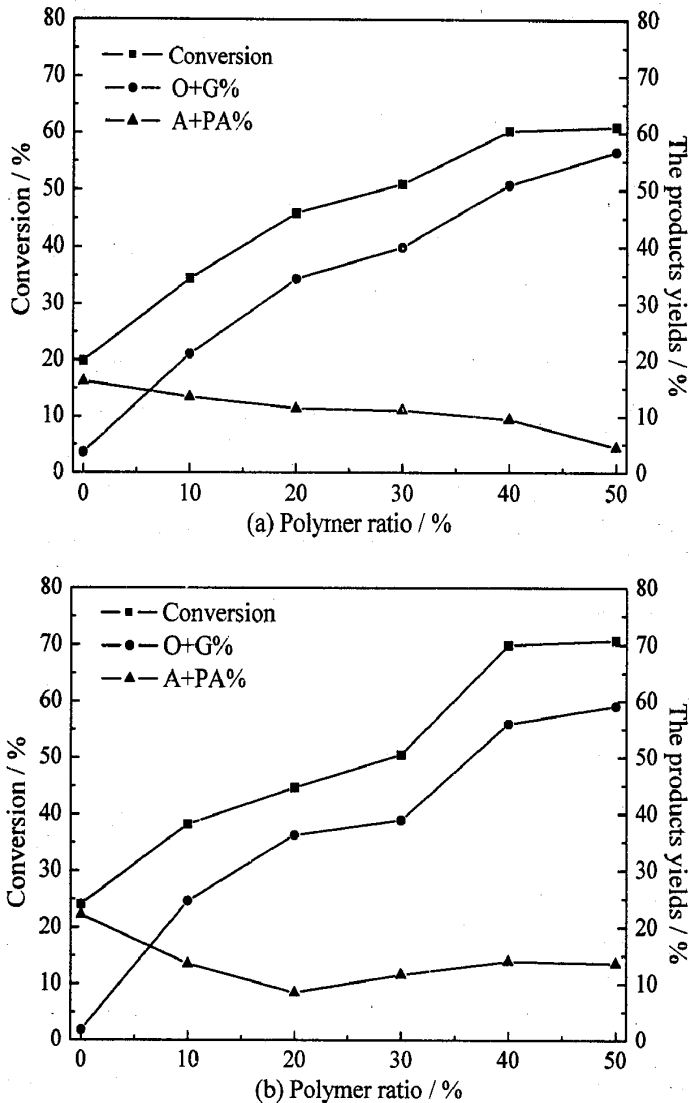 80
70
60
50
40
30
20
10
0
Conversion / %
Conversion
O+G%
A+PA%
80
70
60
50
40
30
20
10
0
The products yields / %
0 10 20 30 40 50
(a) Polymer ratio / %
80
70
60
50
40
30
20
10
0
Conversion / %
Conversion
O+G%
A+PA%
80
70
60
50
40
30
20
10
0
The products yields / %
0 10 20 30 40 50
(b) Polymer ratio / %